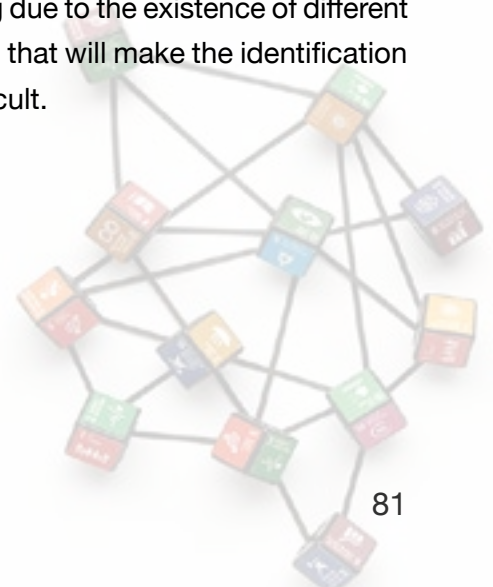 due to the existence of different
that will make the identification
cult.
81